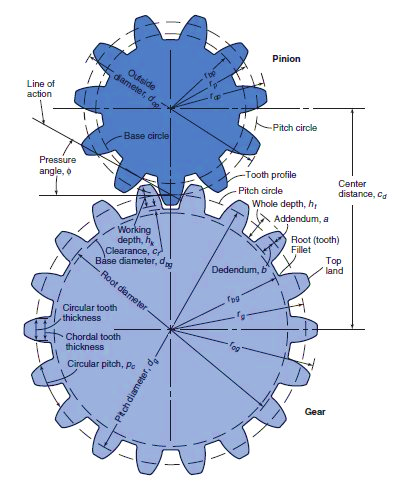 Pinion
Outside
diameter, dop
rbp
rp
rop
Line of
action
Base circle
Pitch circle
Pressure
angle, ϕ
Tooth profile
Pitch circle
Center
distance, cd
Whole depth, ht
Addendum, a
Working
depth, hk
Clearance, cr
Base diameter, dbg
Root (tooth)
Fillet
Top
land
Dedendum, b
Root diameter
rbg
rg
rog
Circular tooth
thickness
Chordal tooth
thickness
Circular pitch, pc
Pitch diameter, dg
Gear